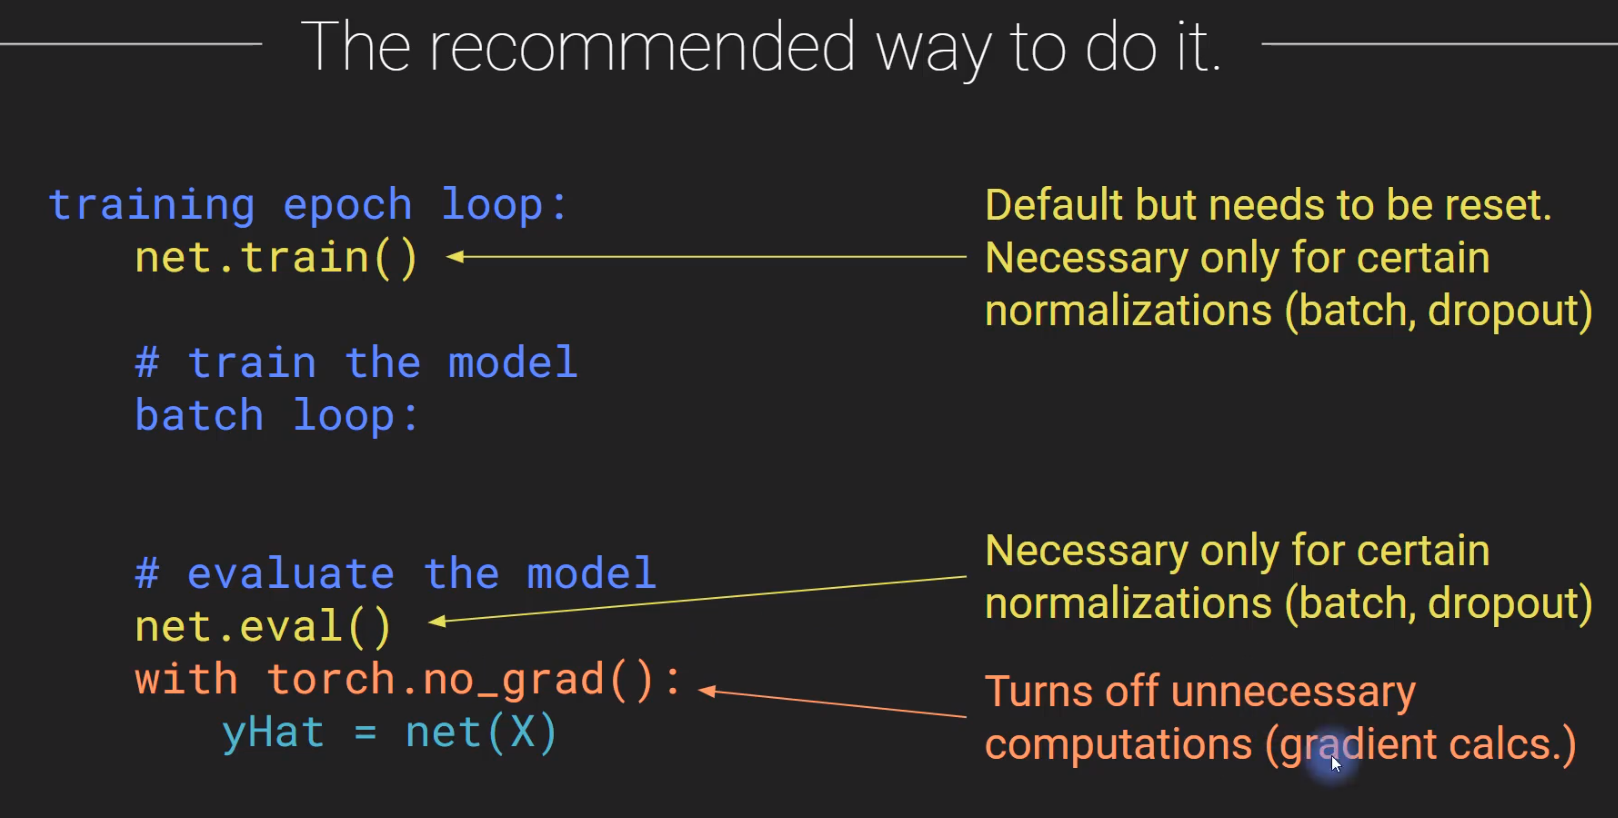 The recommended way to do it.
training epoch loop:
net.train()
# train the model
batch loop:
# evaluate the model
net.eval()
with torch.no_grad():
yHat = net(X)
Default but needs to be reset.
Necessary only for certain
normalizations (batch, dropout)
Necessary only for certain
normalizations (batch, dropout)
Turns off unnecessary
computations (gradient calcs.)